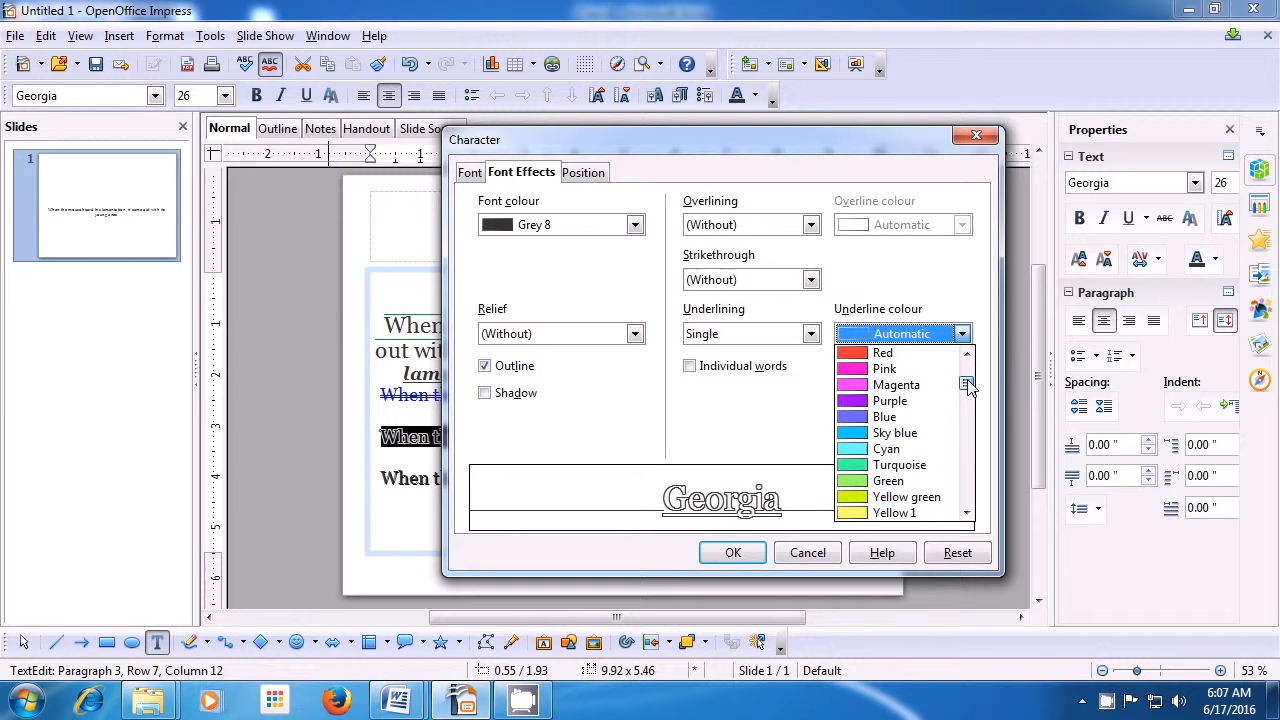 Untitled 1 - OpenOffice Impress
File Edit View Insert Format Tools Slide Show Window Help
Georgia 26
Slides
Normal Outline Notes Handout
1
When
out wit
lam
When t
When t
When t
Character
Font Font Effects Position
Font colour
Grey 8
Overlining
(Without)
Overline colour
Automatic
Strikethrough
(Without)
Relief
(Without)
Underlining
Single
Underline colour
Automatic
Outline
Shadow
Individual words
Red
Pink
Magenta
Purple
Blue
Sky blue
Cyan
Turquoise
Green
Yellow green
Yellow 1
Georgia
OK Cancel Help Reset
Properties
Text
Georgia 26
Paragraph
Spacing: Indent:
0.00 " 0.00 "
0.00 " 0.00 "
0.00 "
TextEdit: Paragraph 3, Row 7, Column 12 0.55 / 1.93 9.92 x 5.46 * Slide 1 / 1 Default 53 %
6:07 AM
6/17/2016